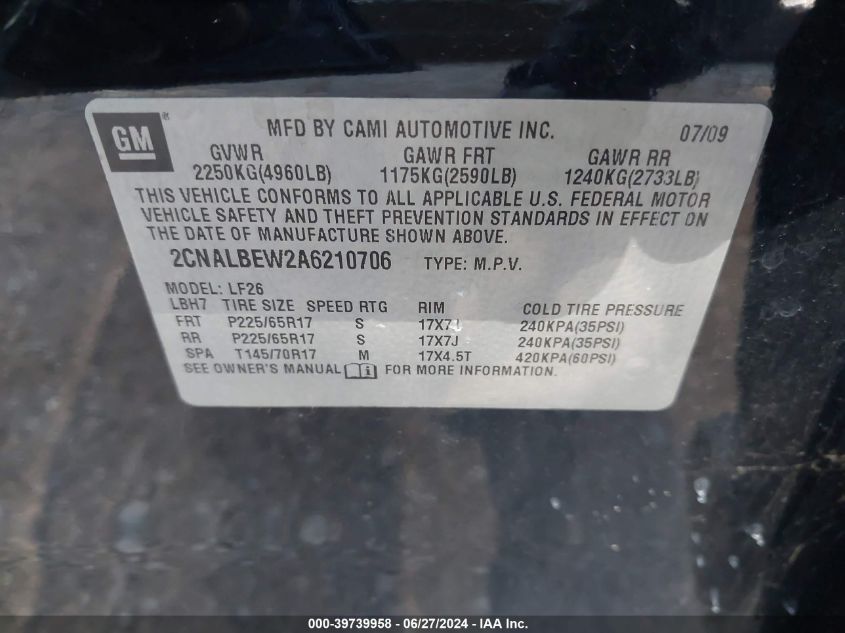 GM ® MFD BY CAMI AUTOMOTIVE INC. 07/09
GVWR GAWR FRT GAWR RR
2250KG(4960LB) 1175KG(2590LB) 1240KG(2733LB)
THIS VEHICLE CONFORMS TO ALL APPLICABLE U.S. FEDERAL MOTOR
VEHICLE SAFETY AND THEFT PREVENTION STANDARDS IN EFFECT ON
THE DATE OF MANUFACTURE SHOWN ABOVE.
2CNALBEW2A6210706 TYPE: M.P.V.
MODEL: LF26
LBH7 TIRE SIZE SPEED RTG RIM COLD TIRE PRESSURE
FRT P225/65R17 S 17X7J 240KPA(35PSI)
RR P225/65R17 S 17X7J 240KPA(35PSI)
SPA T145/70R17 M 17X4.5T 420KPA(60PSI)
SEE OWNER'S MANUAL FOR MORE INFORMATION.
000-39739958 - 06/27/2024 - IAAI.com